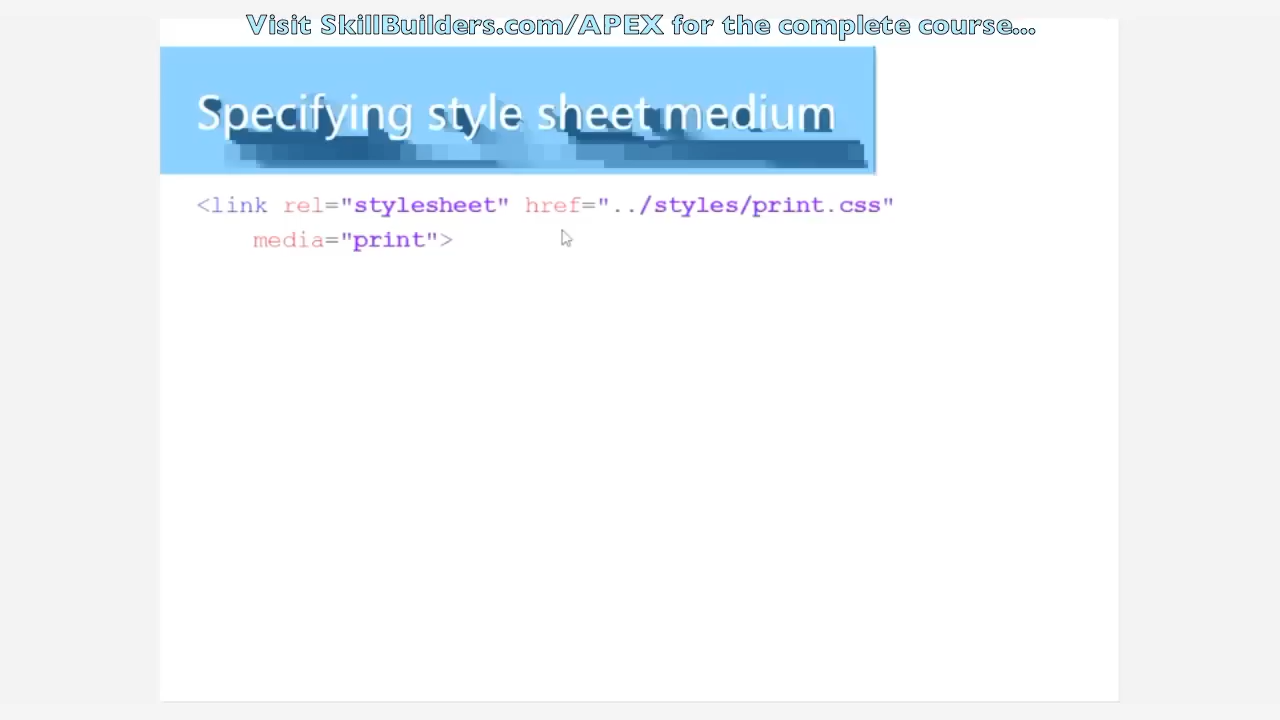 Visit SkillBuilders.com/APEX for the complete course...
Specifying style sheet medium
<link rel="stylesheet" href="../styles/print.css"
media="print">